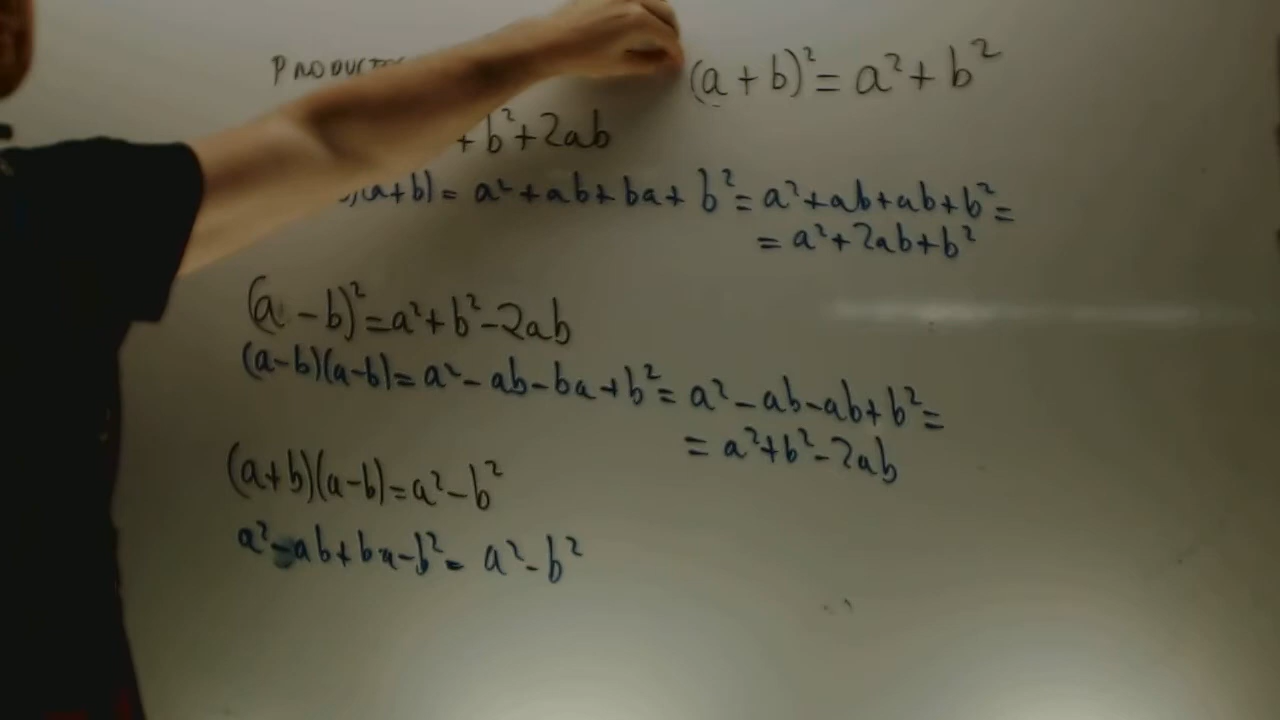 (a + b)² = a² + b²
+ b² + 2ab
(a+b) = a² + ab + ba + b² = a² + ab + ab + b² =
= a² + 2ab + b²
(a - b)² = a² + b² - 2ab
(a-b)(a-b) = a² - ab - ba + b² = a² - ab - ab + b² =
= a² + b² - 2ab
(a+b)(a-b) = a² - b²
a² - ab + ba - b² = a² - b²